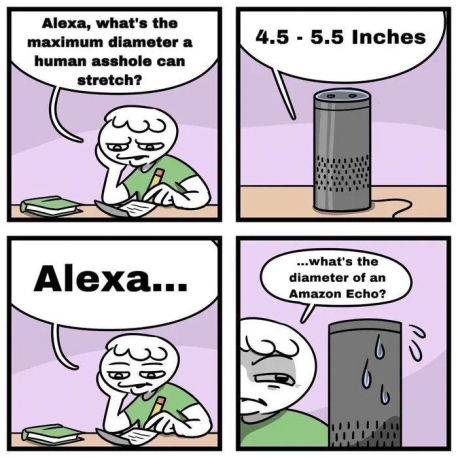 Alexa, what's the
maximum diameter a
human asshole can
stretch?
4.5 - 5.5 Inches
Alexa...
...what's the
diameter of an
Amazon Echo?